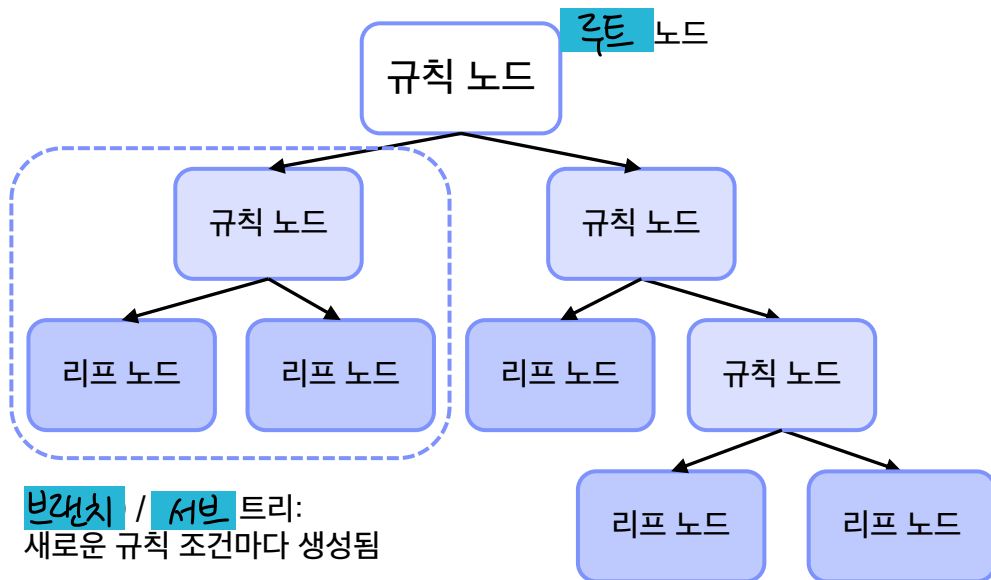 루트 노드
규칙 노드
규칙 노드
규칙 노드
리프 노드
리프 노드
리프 노드
규칙 노드
브랜치 / 서브 트리:
새로운 규칙 조건마다 생성됨
리프 노드
리프 노드